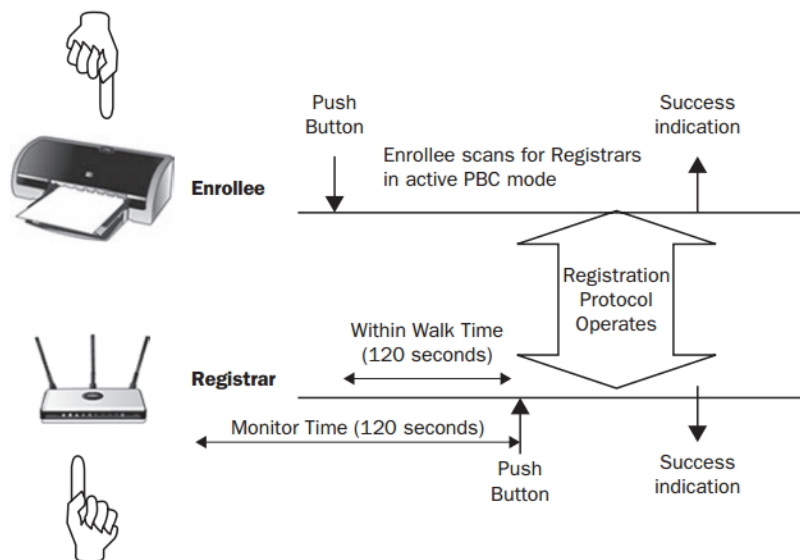 Push
Button
Success
indication
Enrollee scans for Registrars
in active PBC mode
Enrollee
Registration
Protocol
Operates
Within Walk Time
(120 seconds)
Registrar
Monitor Time (120 seconds)
Push
Button
Success
indication